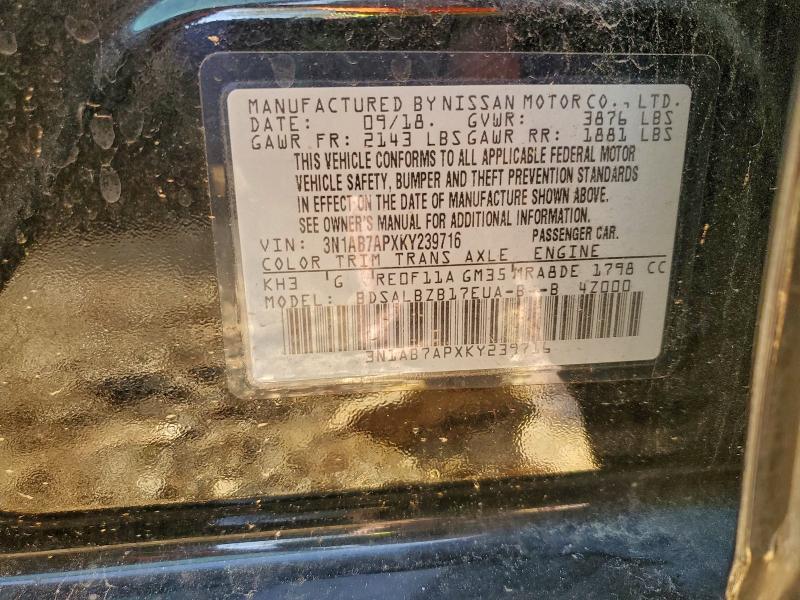 MANUFACTURED BY NISSAN MOTOR CO., LTD.
DATE: 09/18. GVWR: 3876 LBS
GAWR FR: 2143 LBS GAWR RR: 1881 LBS
THIS VEHICLE CONFORMS TO ALL APPLICABLE FEDERAL MOTOR
VEHICLE SAFETY, BUMPER AND THEFT PREVENTION STANDARDS
IN EFFECT ON THE DATE OF MANUFACTURE SHOWN ABOVE.
SEE OWNER'S MANUAL FOR ADDITIONAL INFORMATION.
VIN: 3N1AB7APXKY239716 PASSENGER CAR.
COLOR TRIM TRANS AXLE ENGINE
KH3 G RE0F11A GM35 MRA8DE 1798 CC
MODEL: BDSALBZB17EUA-B--B 4Z000
3N1AB7APXKY239716